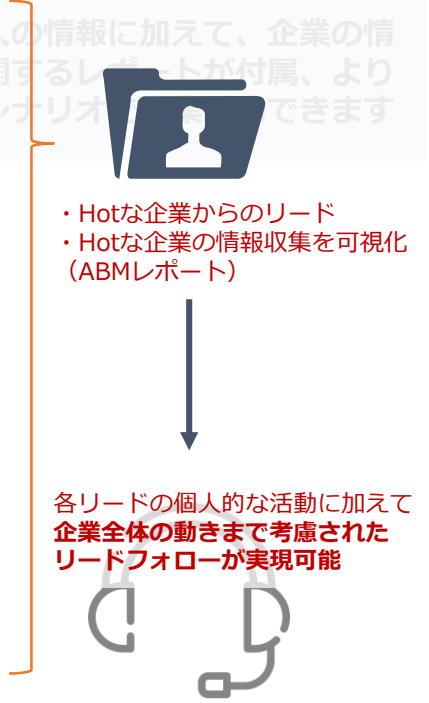 人の情報に加えて、企業の情
するレポートが付属、より
ナリオ できます
・Hotな企業からのリード
・Hotな企業の情報収集を可視化
（ABMレポート）
各リードの個人的な活動に加えて
企業全体の動きまで考慮された
リードフォローが実現可能